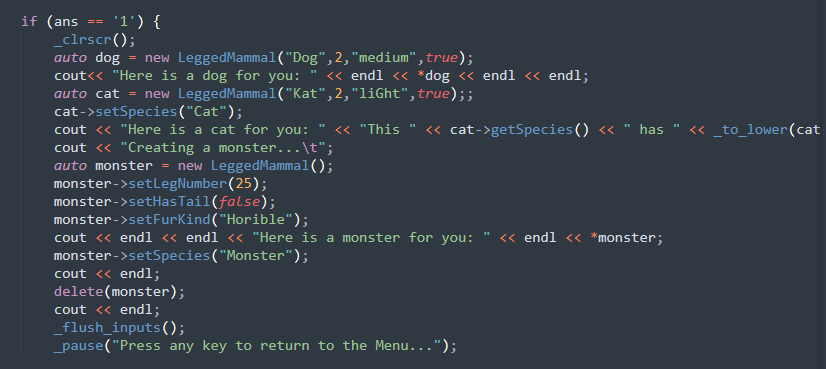 if (ans == '1') {
_clrscr();
auto dog = new LeggedMammal("Dog",2,"medium",true);
cout<< "Here is a dog for you: " << endl << *dog << endl << endl;
auto cat = new LeggedMammal("Kat",2,"liGht",true);;
cat->setSpecies("Cat");
cout << "Here is a cat for you: " << "This " << cat->getSpecies() << " has " << _to_lower(cat
cout << "Creating a monster...\t";
auto monster = new LeggedMammal();
monster->setLegNumber(25);
monster->setHasTail(false);
monster->setFurKind("Horible");
cout << endl << endl << "Here is a monster for you: " << endl << *monster;
monster->setSpecies("Monster");
cout << endl;
delete(monster);
cout << endl;
_flush_inputs();
_pause("Press any key to return to the Menu...");